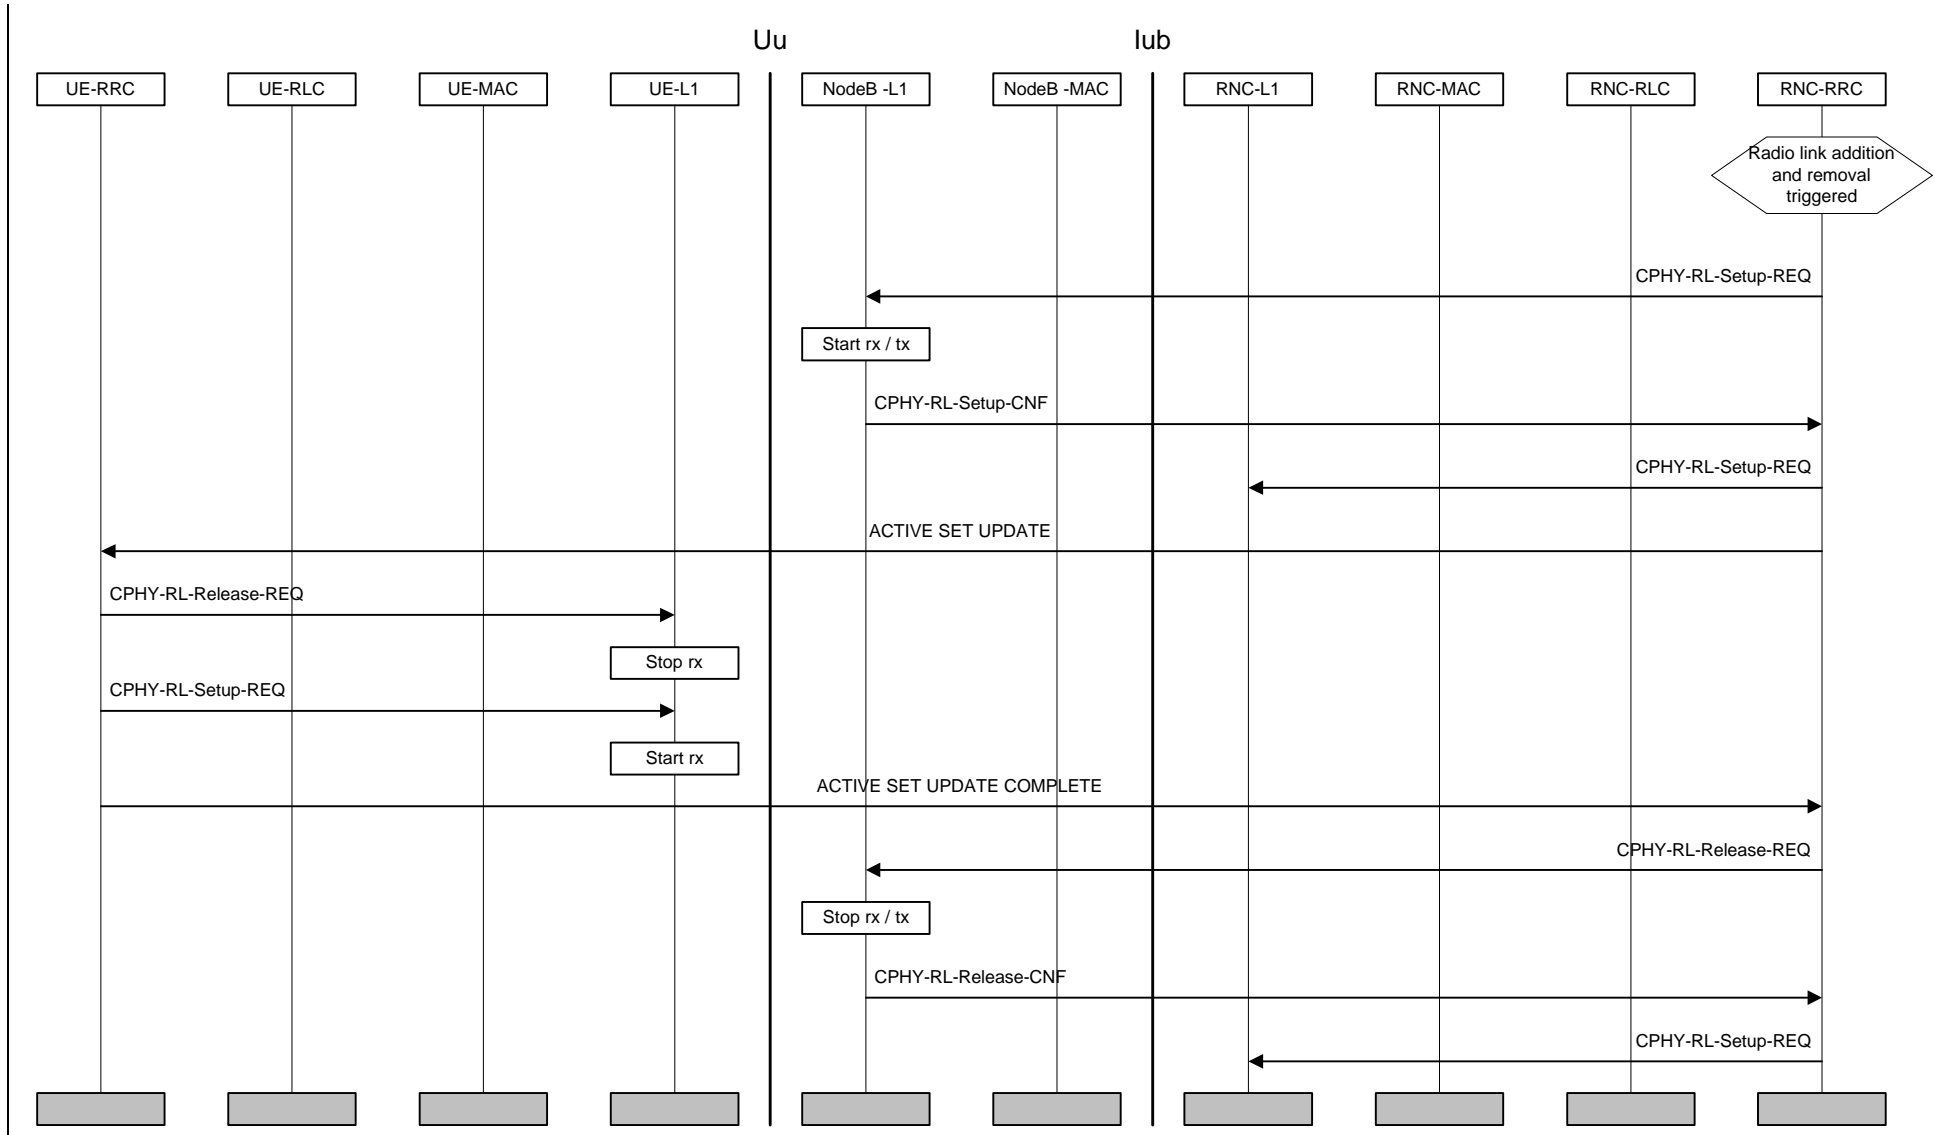 Uu
Iub
UE-RRC
UE-RLC
UE-MAC
UE-L1
NodeB -L1
NodeB -MAC
RNC-L1
RNC-MAC
RNC-RLC
RNC-RRC
Radio link addition
and removal
triggered
CPHY-RL-Setup-REQ
Start rx / tx
CPHY-RL-Setup-CNF
CPHY-RL-Setup-REQ
ACTIVE SET UPDATE
CPHY-RL-Release-REQ
Stop rx
CPHY-RL-Setup-REQ
Start rx
ACTIVE SET UPDATE COMPLETE
CPHY-RL-Release-REQ
Stop rx / tx
CPHY-RL-Release-CNF
CPHY-RL-Setup-REQ